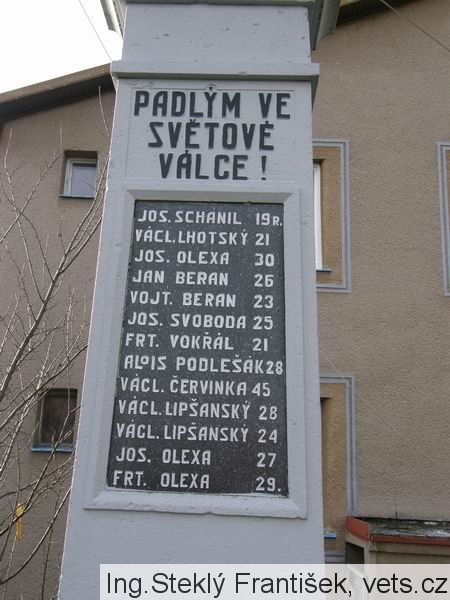 PADLÝM VE
SVĚTOVÉ
VÁLCE !
JOS. SCHANIL 19 R.
VÁCL. LHOTSKÝ 21
JOS. OLEXA 30
JAN BERAN 26
VOJT. BERAN 23
JOS. SVOBODA 25
FRT. VOKŘÁL 21
ALOIS PODLEŠÁK 28
VÁCL. ČERVINKA 45
VÁCL. LIPŠANSKÝ 28
VÁCL. LIPŠANSKÝ 24
JOS. OLEXA 27
FRT. OLEXA 29.
Ing.Steklý František, vets.cz